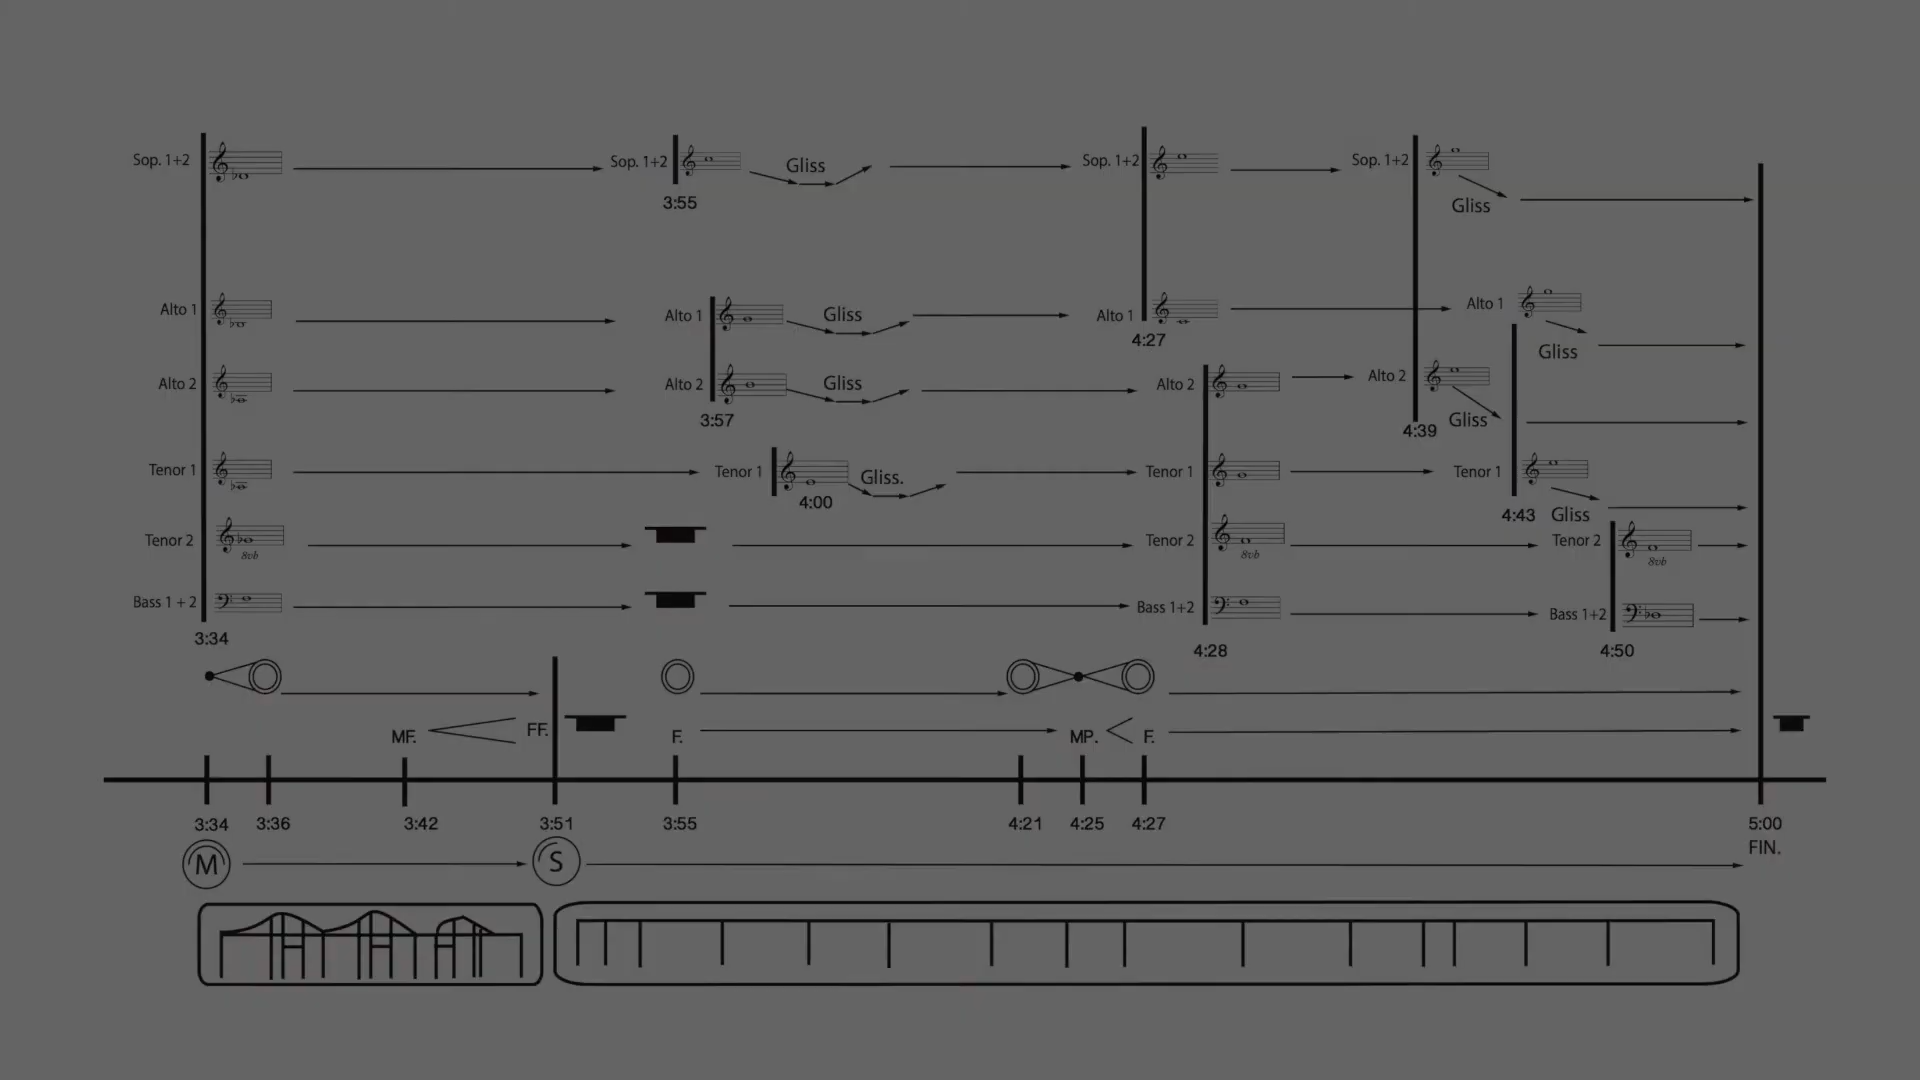 Sop. 1+2 Sop. 1+2 Gliss Sop. 1+2 Sop. 1+2
3:55 Gliss
Alto 1 Alto 1 Gliss Alto 1 Alto 1
4:27 Gliss
Alto 2 Alto 2 Gliss Alto 2 Alto 2
3:57 4:39 Gliss
Tenor 1 Tenor 1 Gliss. Tenor 1 Tenor 1
4:00 4:43 Gliss
Tenor 2 Tenor 2 Tenor 2
8vb 8vb 8vb
Bass 1 + 2 Bass 1+2 Bass 1+2
3:34 4:28 4:50
MF. FF. F. MP. F.
3:34 3:36 3:42 3:51 3:55 4:21 4:25 4:27 5:00
FIN.
M S